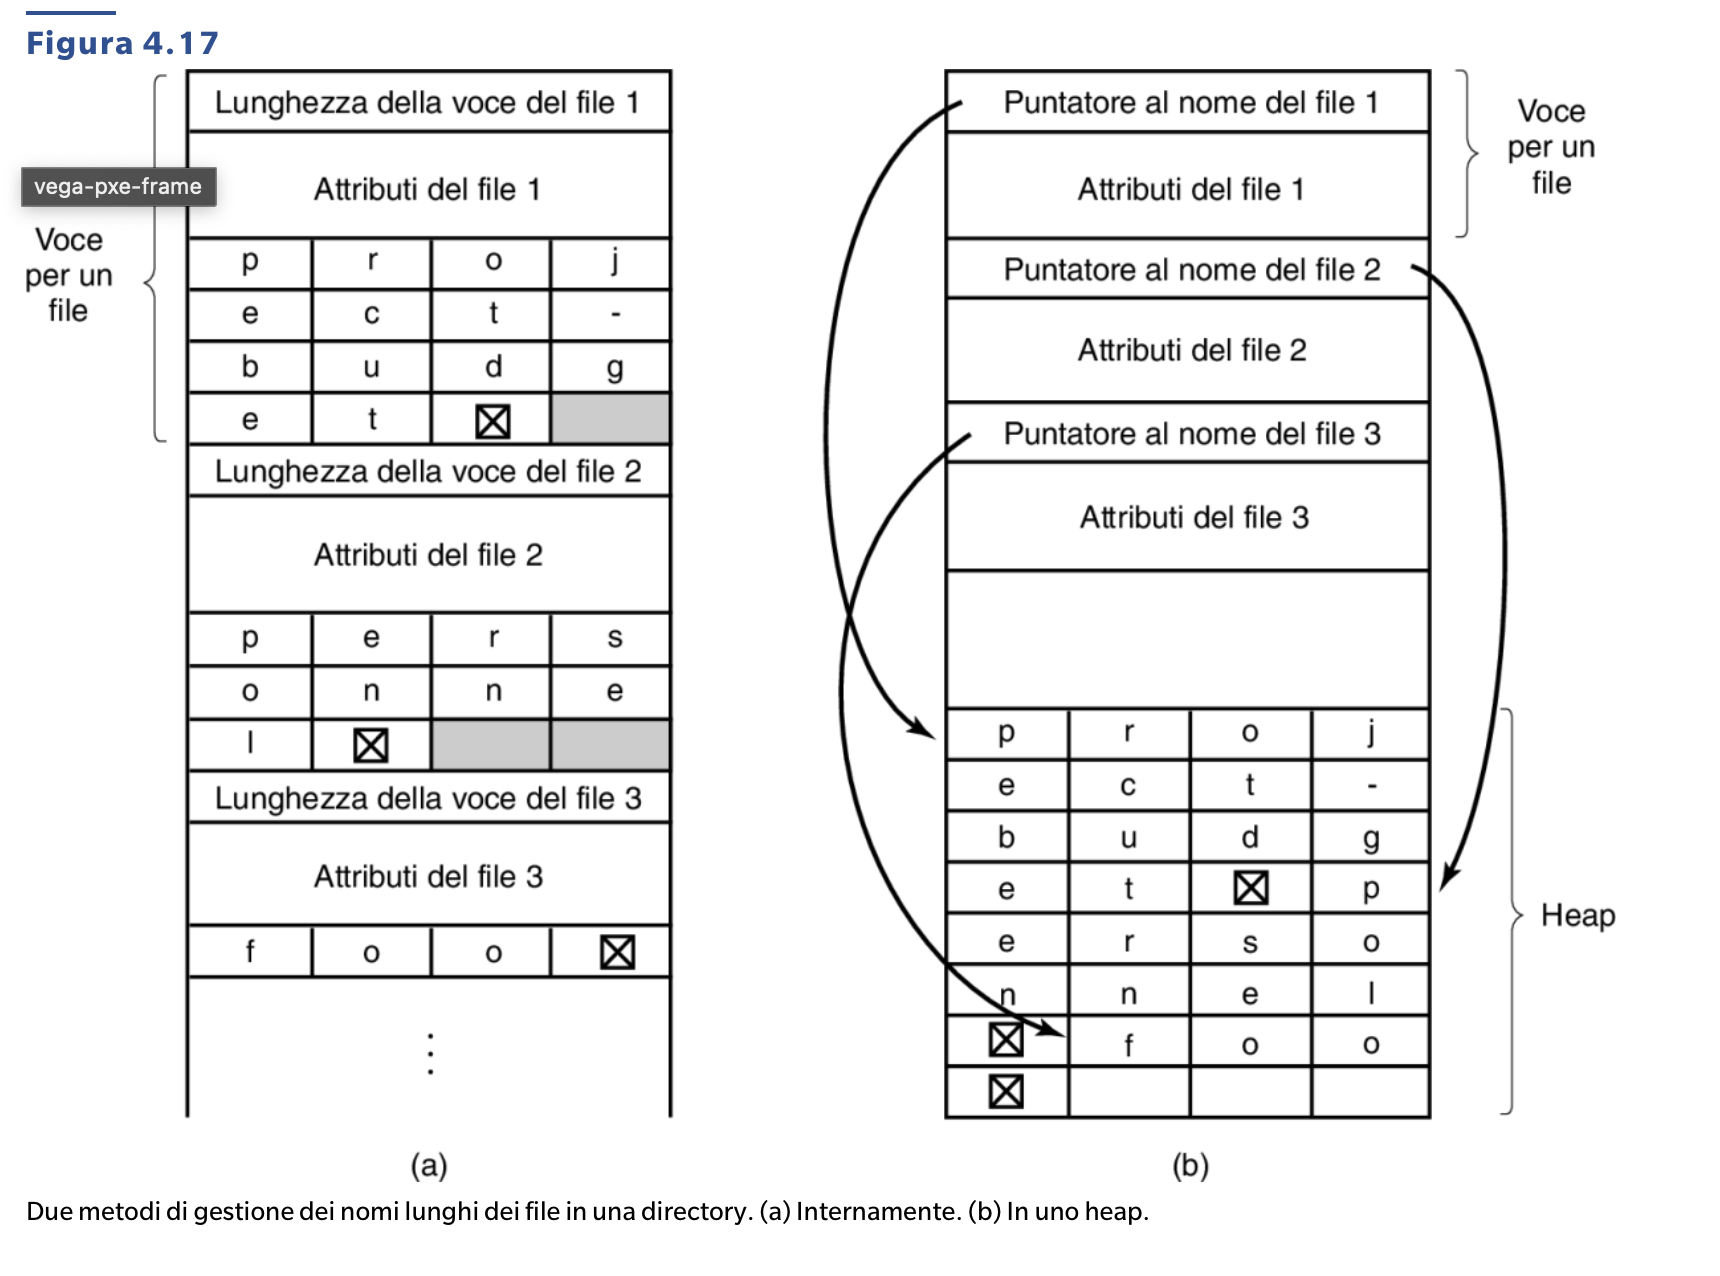 Figura 4.17
Lunghezza della voce del file 1
Attributi del file 1
vega-pxe-frame
Voce
per un
file
p r o j
e c t -
b u d g
e t ☒
Lunghezza della voce del file 2
Attributi del file 2
p e r s
o n n e
l ☒
Lunghezza della voce del file 3
Attributi del file 3
f o o ☒
⋮
(a)
Puntatore al nome del file 1
Attributi del file 1
Voce
per un
file
Puntatore al nome del file 2
Attributi del file 2
Puntatore al nome del file 3
Attributi del file 3
p r o j
e c t -
b u d g
e t ☒ p
e r s o
n n e l
☒ f o o
☒
Heap
(b)
Due metodi di gestione dei nomi lunghi dei file in una directory. (a) Internamente. (b) In uno heap.